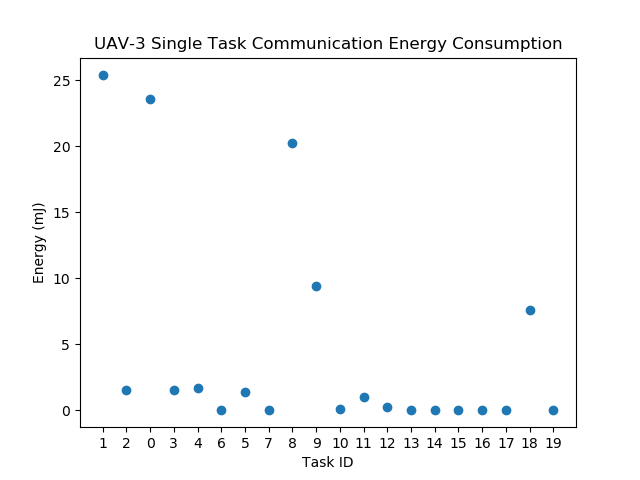 UAV-3 Single Task Communication Energy Consumption
Energy (mJ)
25
20
15
10
5
0
1 2 0 3 4 6 5 7 8 9 10 11 12 13 14 15 16 17 18 19
Task ID